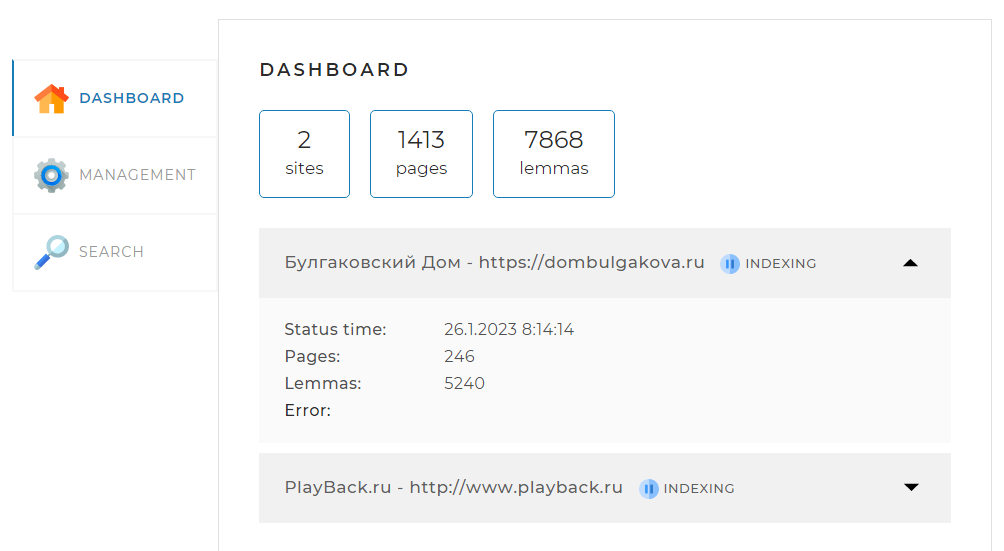 DASHBOARD
MANAGEMENT
SEARCH
DASHBOARD
2
sites
1413
pages
7868
lemmas
Булгаковский Дом - https://dombulgakova.ru INDEXING
Status time: 26.1.2023 8:14:14
Pages: 246
Lemmas: 5240
Error:
PlayBack.ru - http://www.playback.ru INDEXING